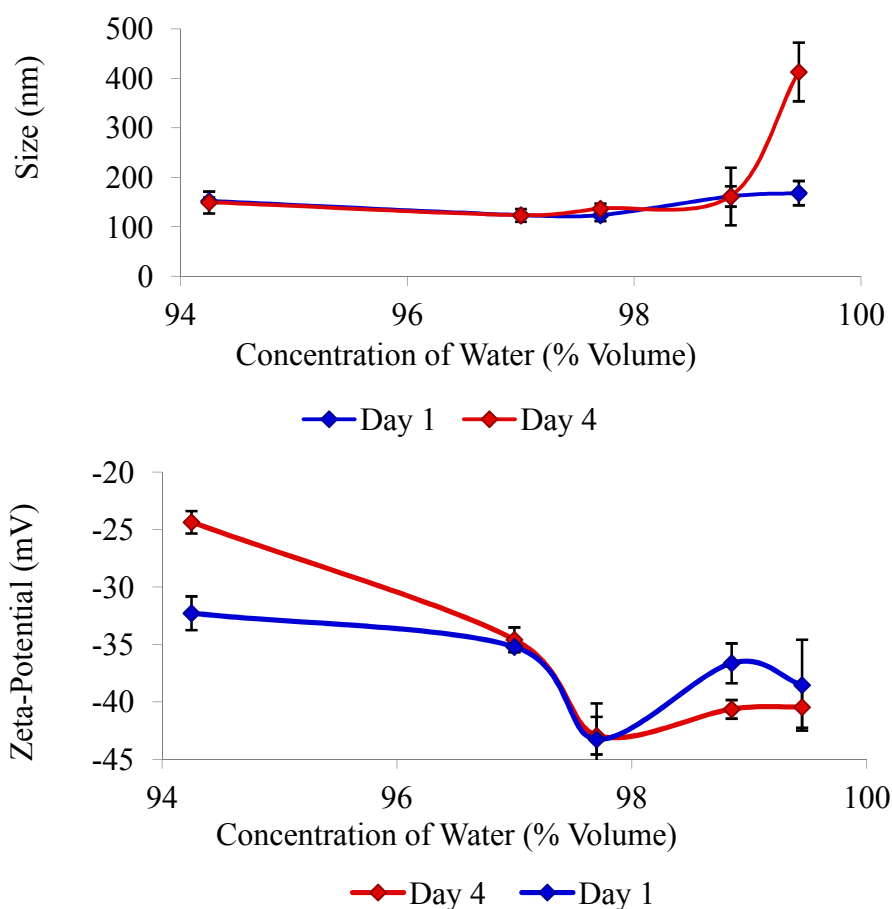 500
400
300
200
100
0
Size (nm)
94 96 98 100
Concentration of Water (% Volume)
Day 1 Day 4
-20
-25
-30
-35
-40
-45
Zeta-Potential (mV)
94 96 98 100
Concentration of Water (% Volume)
Day 4 Day 1